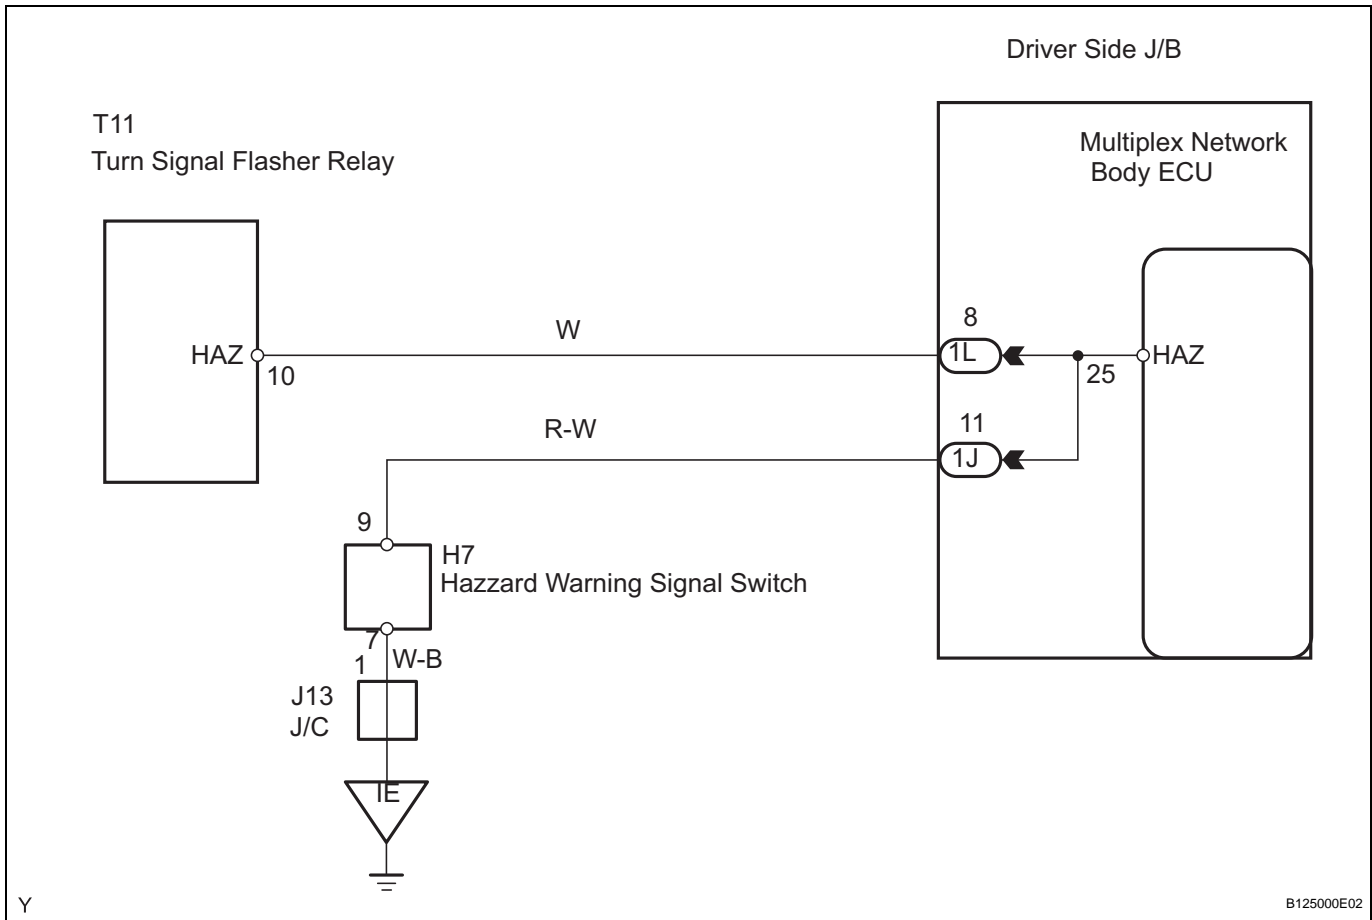 Driver Side J/B
T11
Turn Signal Flasher Relay
Multiplex Network
Body ECU
8
W
HAZ
1L
HAZ
10
25
11
R-W
1J
9
H7
Hazzard Warning Signal Switch
7
1
W-B
J13
J/C
IE
Y
B125000E02